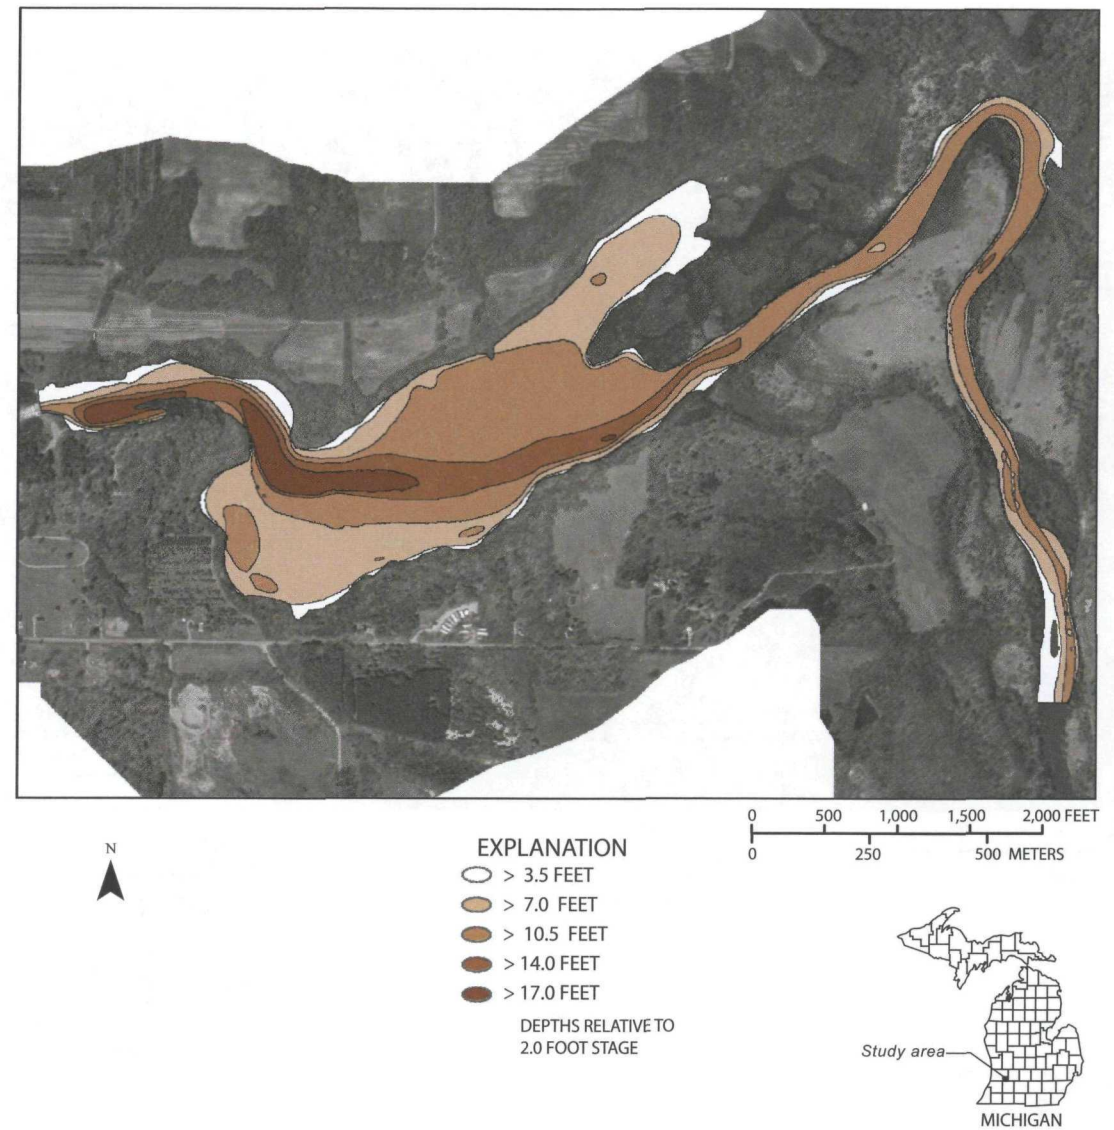 0 500 1,000 1,500 2,000 FEET
0 250 500 METERS
N
EXPLANATION
> 3.5 FEET
> 7.0 FEET
> 10.5 FEET
> 14.0 FEET
> 17.0 FEET
DEPTHS RELATIVE TO
2.0 FOOT STAGE
Study area
MICHIGAN